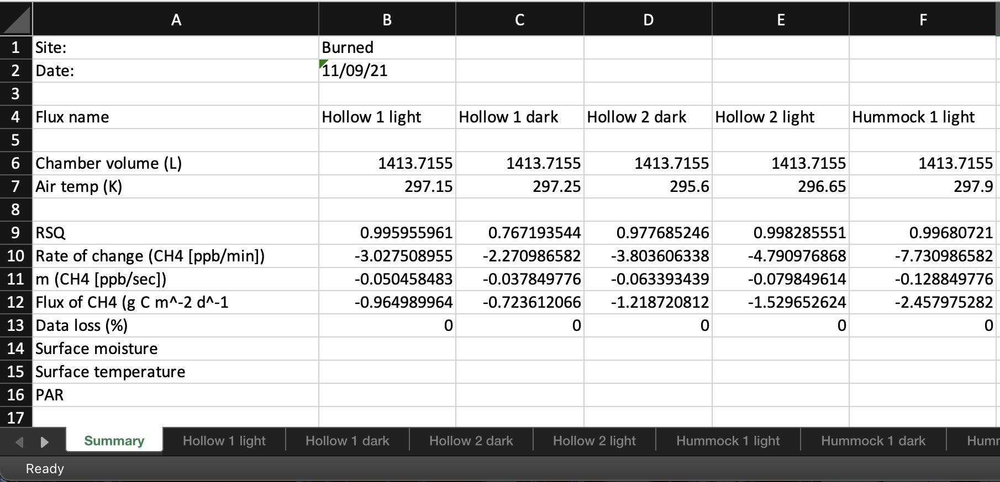 A B C D E F
1 Site: Burned
2 Date: 11/09/21
3
4 Flux name Hollow 1 light Hollow 1 dark Hollow 2 dark Hollow 2 light Hummock 1 light
5
6 Chamber volume (L) 1413.7155 1413.7155 1413.7155 1413.7155 1413.7155
7 Air temp (K) 297.15 297.25 295.6 296.65 297.9
8
9 RSQ 0.995955961 0.767193544 0.977685246 0.998285551 0.99680721
10 Rate of change (CH4 [ppb/min]) -3.027508955 -2.270986582 -3.803606338 -4.790976868 -7.730986582
11 m (CH4 [ppb/sec]) -0.050458483 -0.037849776 -0.063393439 -0.079849614 -0.128849776
12 Flux of CH4 (g C m^-2 d^-1 -0.964989964 -0.723612066 -1.218720812 -1.529652624 -2.457975282
13 Data loss (%) 0 0 0 0 0
14 Surface moisture
15 Surface temperature
16 PAR
17
Summary Hollow 1 light Hollow 1 dark Hollow 2 dark Hollow 2 light Hummock 1 light Hummock 1 dark
Ready